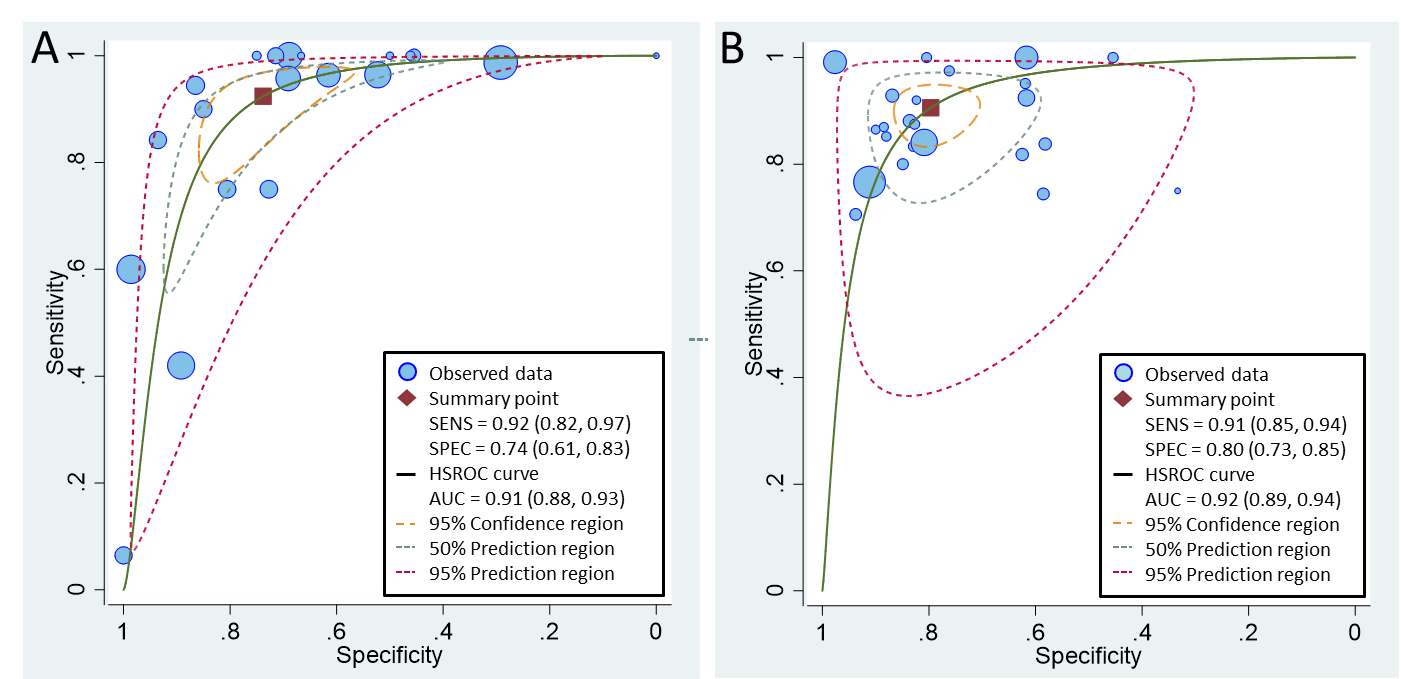 A
1
.8
.6
.4
.2
0
Sensitivity
Observed data
Summary point
SENS = 0.92 (0.82, 0.97)
SPEC = 0.74 (0.61, 0.83)
HSROC curve
AUC = 0.91 (0.88, 0.93)
95% Confidence region
50% Prediction region
95% Prediction region
1 .8 .6 .4 .2 0
Specificity
B
1
.8
.6
.4
.2
0
Sensitivity
Observed data
Summary point
SENS = 0.91 (0.85, 0.94)
SPEC = 0.80 (0.73, 0.85)
HSROC curve
AUC = 0.92 (0.89, 0.94)
95% Confidence region
50% Prediction region
95% Prediction region
1 .8 .6 .4 .2 0
Specificity